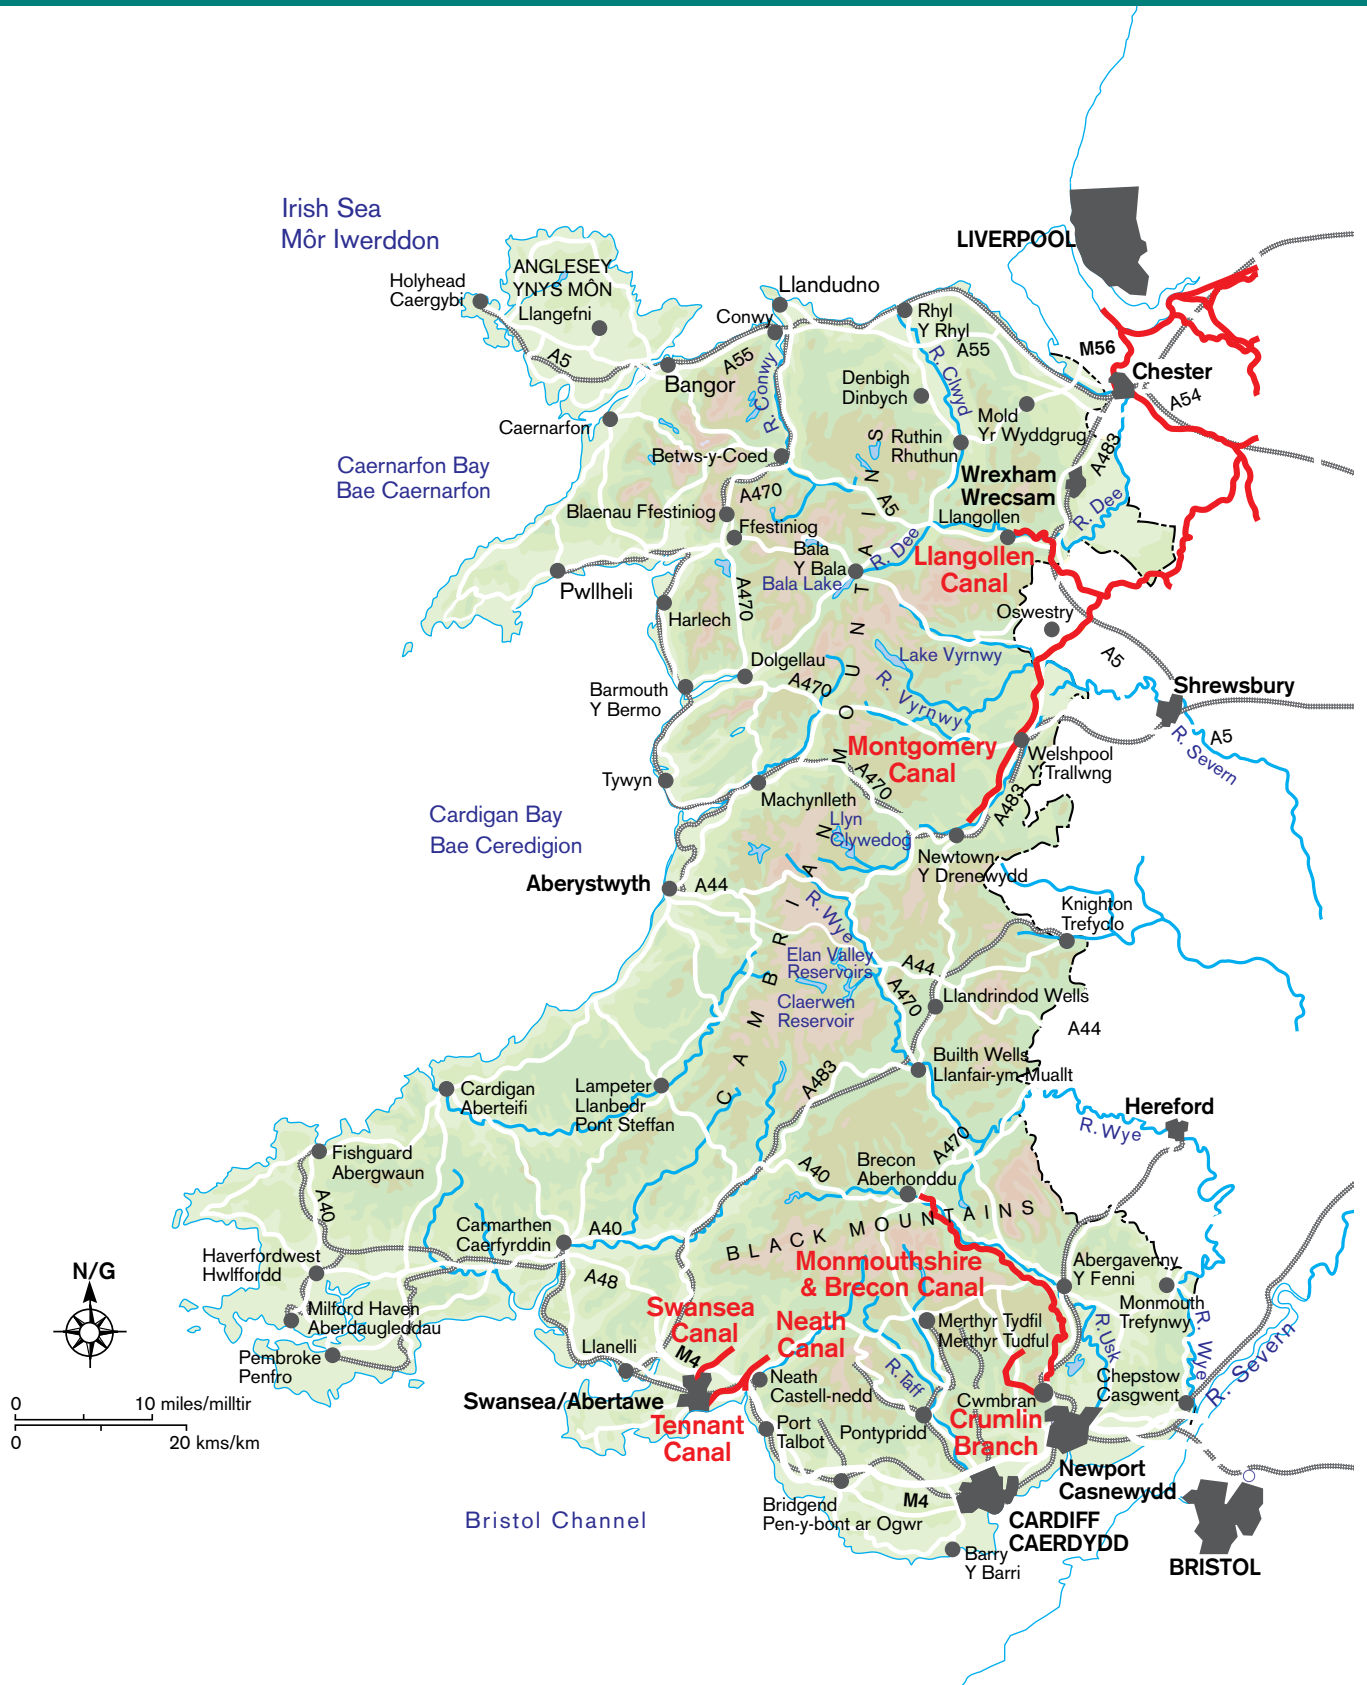 Irish Sea
Môr Iwerddon
LIVERPOOL
ANGLESEY
YNYS MÔN
Holyhead
Caergybi
Llangefni
Llandudno
Conwy
Rhyl
Y Rhyl
A55
A5
A55
Bangor
R. Conwy
R. Clwyd
M56
Chester
A54
Denbigh
Dinbych
Mold
Yr Wyddgrug
Caernarfon
Ruthin
Rhuthun
A483
Betws-y-Coed
Caernarfon Bay
Bae Caernarfon
Wrexham
Wrecsam
A470
A5
R. Dee
Blaenau Ffestiniog
Ffestiniog
Llangollen
Bala
Y Bala
R. Dee
Llangollen
Canal
Bala Lake
Pwllheli
A470
Harlech
Oswestry
Lake Vyrnwy
A5
Dolgellau
A470
R. Vyrnwy
Shrewsbury
Barmouth
Y Bermo
A5
R. Severn
Montgomery
Canal
Welshpool
Y Trallwng
Tywyn
A470
Machynlleth
A483
Cardigan Bay
Bae Ceredigion
Llyn
Clywedog
Newtown
Y Drenewydd
Aberystwyth
A44
R. Wye
Knighton
Trefyclo
Elan Valley
Reservoirs
A44
A470
Claerwen
Reservoir
Llandrindod Wells
A44
CAMBRIAN MOUNTAINS
Builth Wells
Llanfair-ym-Muallt
A483
Cardigan
Aberteifi
Lampeter
Llanbedr
Pont Steffan
Hereford
R. Wye
A470
Fishguard
Abergwaun
A40
Brecon
Aberhonddu
A40
BLACK MOUNTAINS
Carmarthen
Caerfyrddin
A40
Haverfordwest
Hwlffordd
A48
Monmouthshire
& Brecon Canal
Abergavenny
Y Fenni
N/G
Milford Haven
Aberdaugleddau
Swansea
Canal
Neath
Canal
Merthyr Tydfil
Merthyr Tudful
Monmouth
Trefynwy
R. Usk
R. Wye
R. Severn
Pembroke
Penfro
Llanelli
M4
R. Taff
Neath
Castell-nedd
Chepstow
Casgwent
Cwmbran
Swansea/Abertawe
0 10 miles/milltir
0 20 kms/km
Tennant
Canal
Port
Talbot
Pontypridd
Crumlin
Branch
Newport
Casnewydd
M4
Bridgend
Pen-y-bont ar Ogwr
Bristol Channel
CARDIFF
CAERDYDD
BRISTOL
Barry
Y Barri